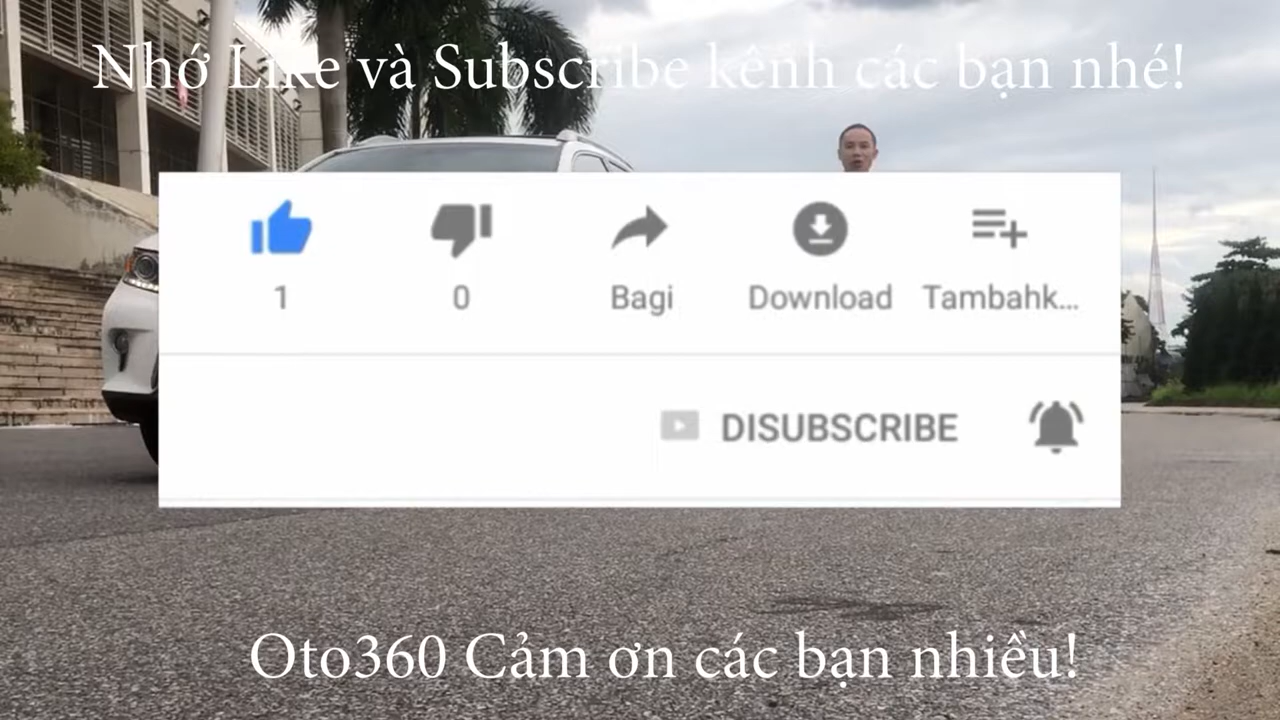 Nhớ Like và Subscribe kênh các bạn nhé!
1 0 Bagi Download Tambahk...
DISUBSCRIBE
Oto360 Cảm ơn các bạn nhiều!